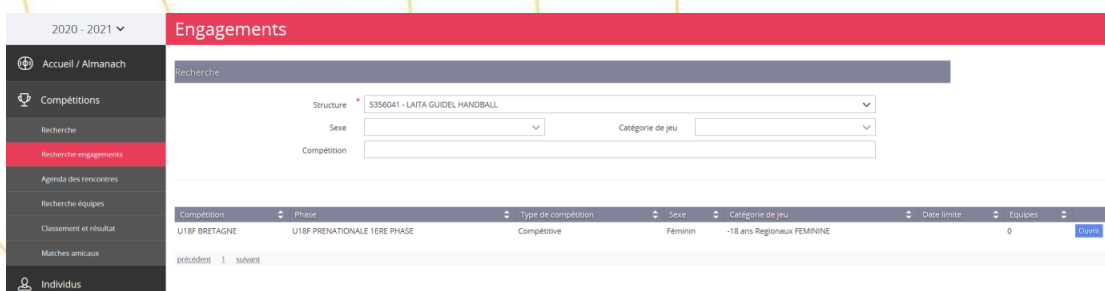 2020 - 2021
Engagements
Accueil / Almanach
Recherche
Compétitions
Structure * 5356041 - LAITA GUIDEL HANDBALL
Sexe Catégorie de jeu
Recherche
Compétition
Recherche engagements
Agenda des rencontres
Recherche équipes
Compétition Phase Type de compétition Sexe Catégorie de jeu Date limite Equipes
Classement et résultat
U18F BRETAGNE U18F PRENATIONALE 1ERE PHASE Compétitive Féminin -18 ans Regionaux FEMININE 0 Ouvrir
Matches amicaux
précédent 1 suivant
Individus